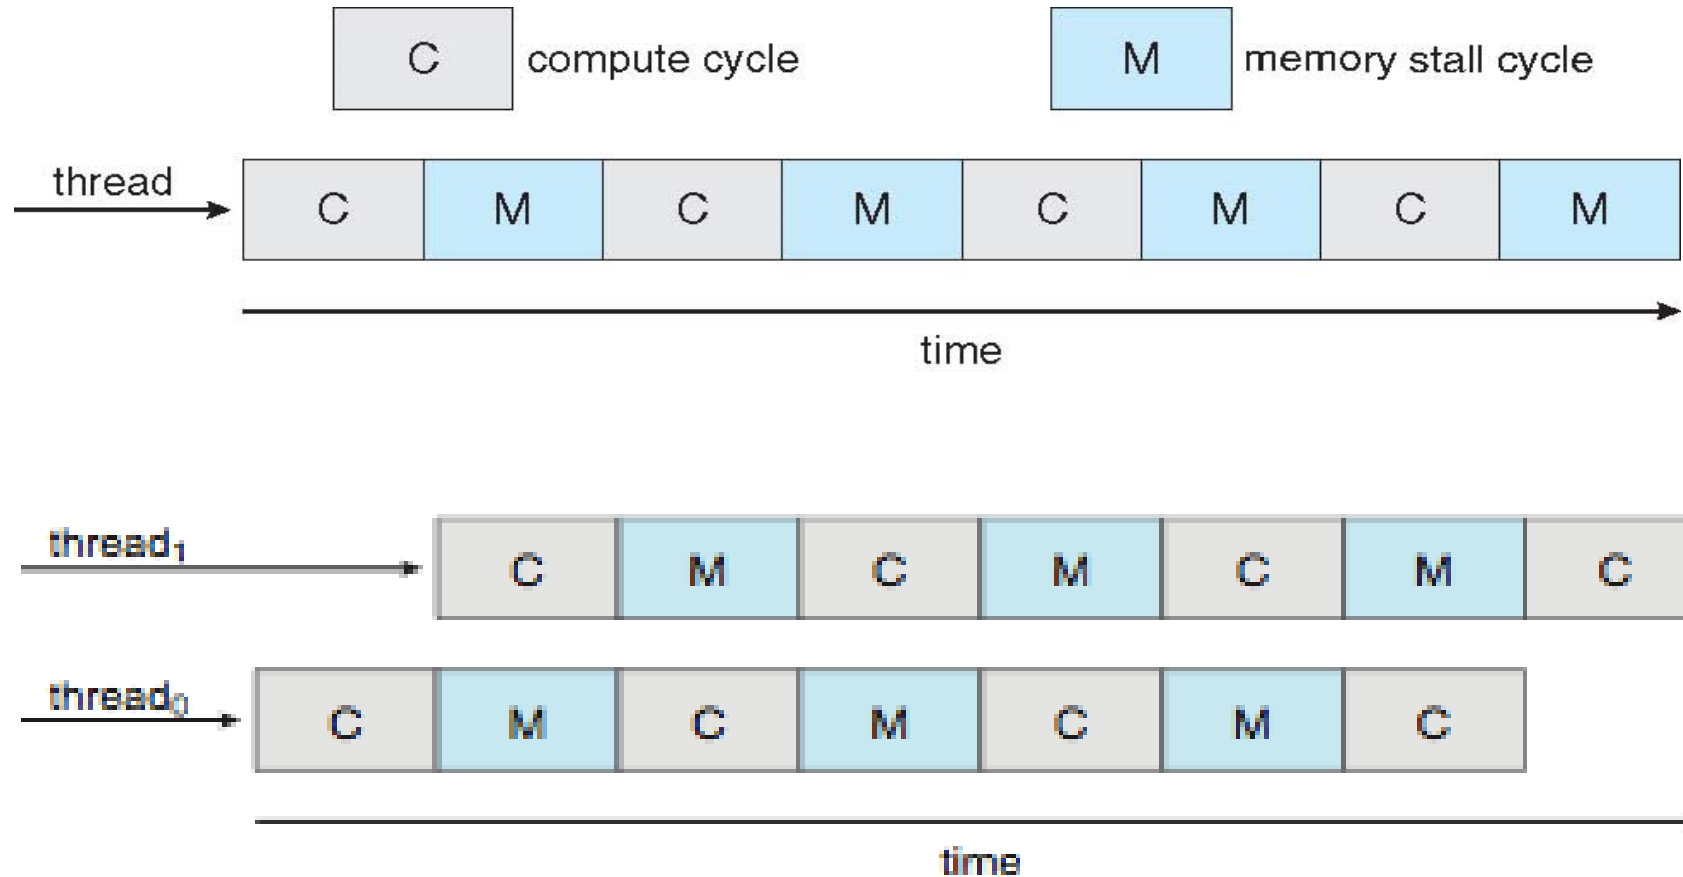 C compute cycle M memory stall cycle
thread C M C M C M C M
time
thread1 C M C M C M C
thread0 C M C M C M C
time